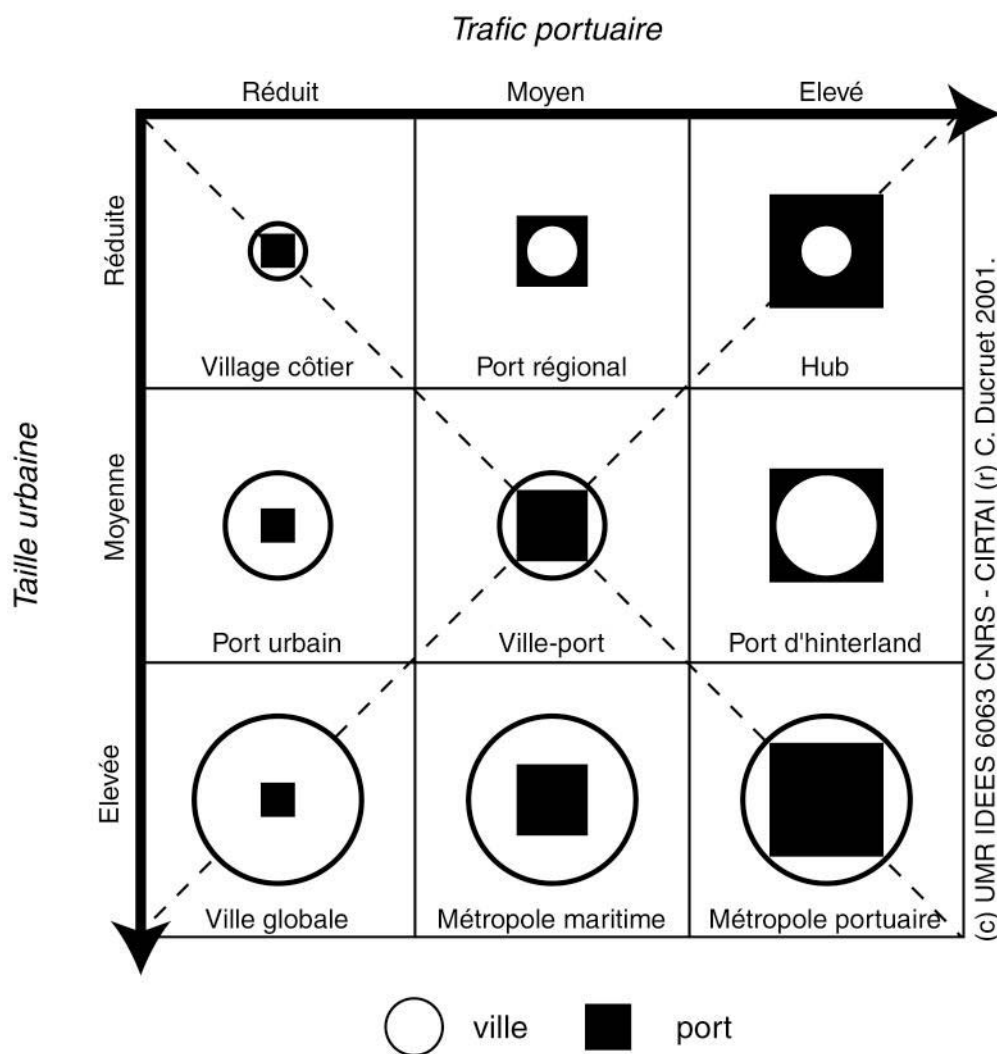 Trafic portuaire
Réduit Moyen Elevé
Taille urbaine
Réduite
Village côtier Port régional Hub
Moyenne
Port urbain Ville-port Port d'hinterland
Elevée
Ville globale Métropole maritime Métropole portuaire
ville port
(c) UMR IDEES 6063 CNRS - CIRTAI (r) C. Ducruet 2001.